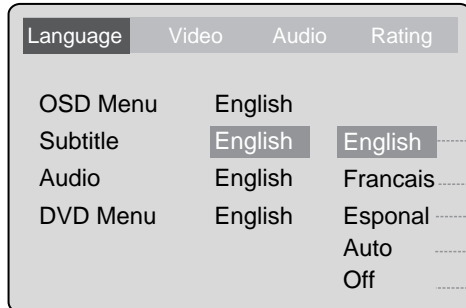 Language Video Audio Rating
OSD Menu English
Subtitle English English
Audio English Francais
DVD Menu English Esponal
Auto
Off